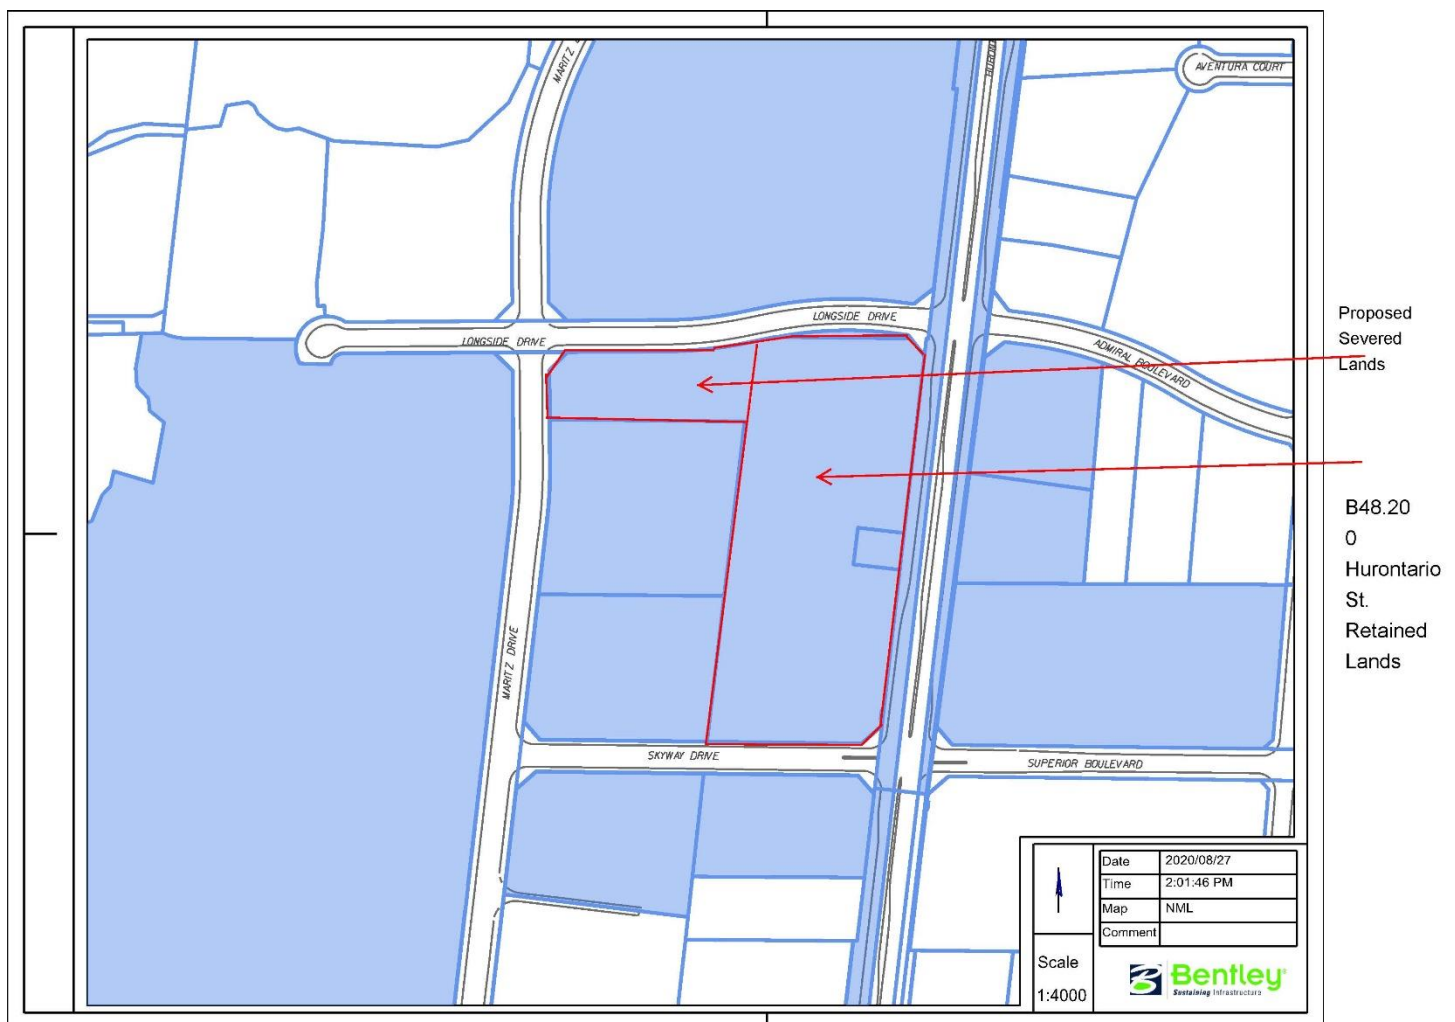 MARITZ
AVENTURA COURT
Proposed
Severed
Lands
LONGSIDE DRIVE
LONGSIDE DRIVE
ADMIRAL BOULEVARD
B48.20
0
Hurontario
St.
Retained
Lands
MARITZ DRIVE
SKYWAY DRIVE
SUPERIOR BOULEVARD
Date 2020/08/27
Time 2:01:46 PM
Map NML
Comment
Scale
1:4000
Bentley
Sustaining Infrastructure